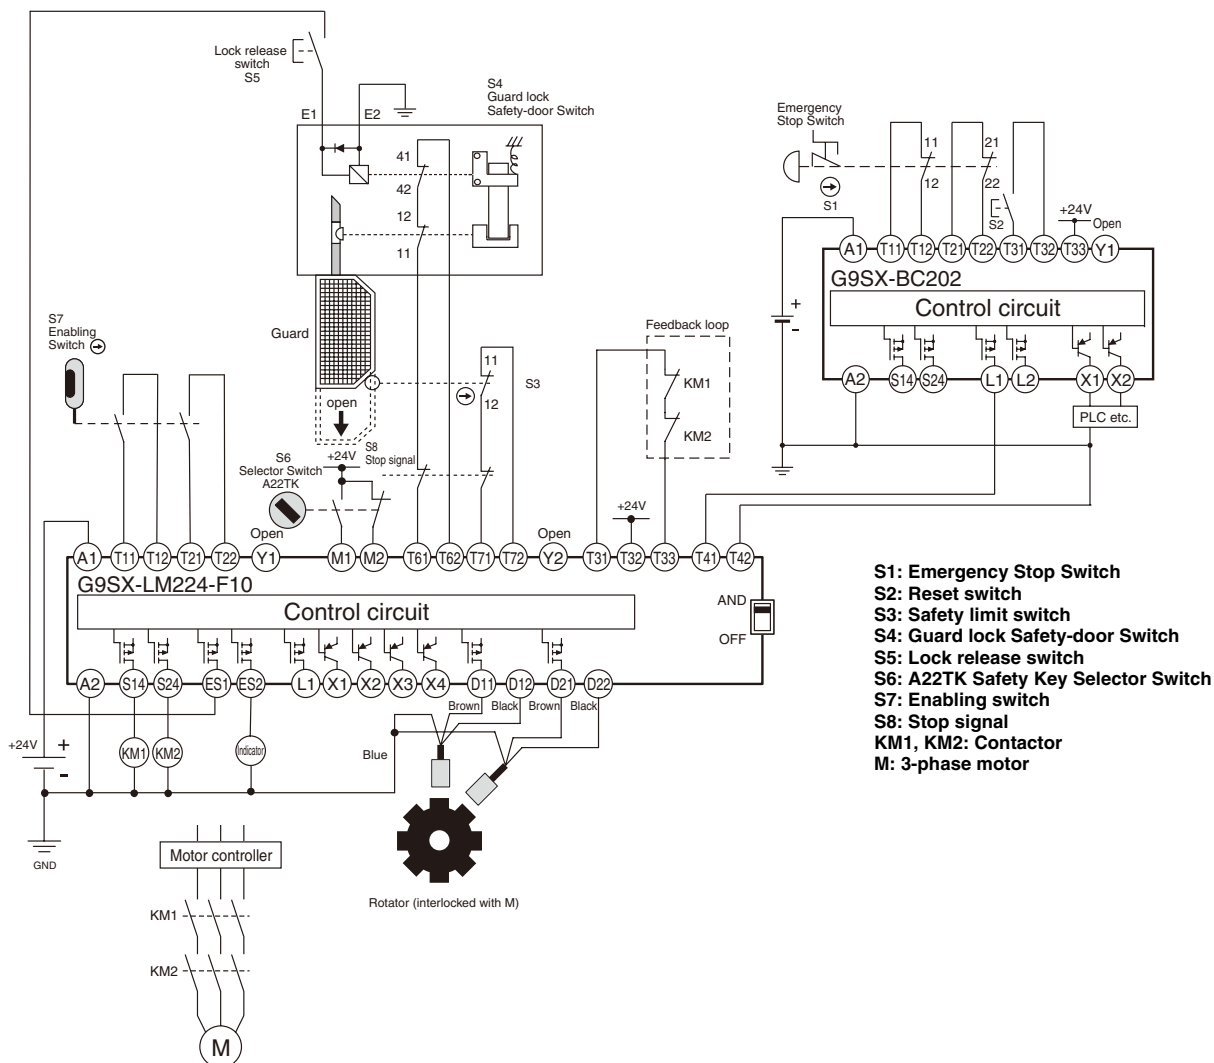 Lock release
switch
S5
E1
E2
S4
Guard lock
Safety-door Switch
41
42
12
11
Guard
open
S7
Enabling
Switch
11
12
S3
S6
Selector Switch
A22TK
+24V
S8
Stop signal
Feedback loop
KM1
KM2
+24V
Emergency
Stop Switch
S1
11
12
21
22
S2
+24V
Open
A1
T11
T12
T21
T22
T31
T32
T33
Y1
G9SX-BC202
Control circuit
+
-
A2
S14
S24
L1
L2
X1
X2
PLC etc.
Open
Open
A1
T11
T12
T21
T22
Y1
M1
M2
T61
T62
T71
T72
Y2
T31
T32
T33
T41
T42
G9SX-LM224-F10
Control circuit
AND
OFF
A2
S14
S24
ES1
ES2
L1
X1
X2
X3
X4
D11
D12
D21
D22
Brown
Black
Brown
Black
Blue
+24V
+
-
KM1
KM2
Indicator
GND
Rotator (interlocked with M)
Motor controller
KM1
KM2
M
S1: Emergency Stop Switch
S2: Reset switch
S3: Safety limit switch
S4: Guard lock Safety-door Switch
S5: Lock release switch
S6: A22TK Safety Key Selector Switch
S7: Enabling switch
S8: Stop signal
KM1, KM2: Contactor
M: 3-phase motor